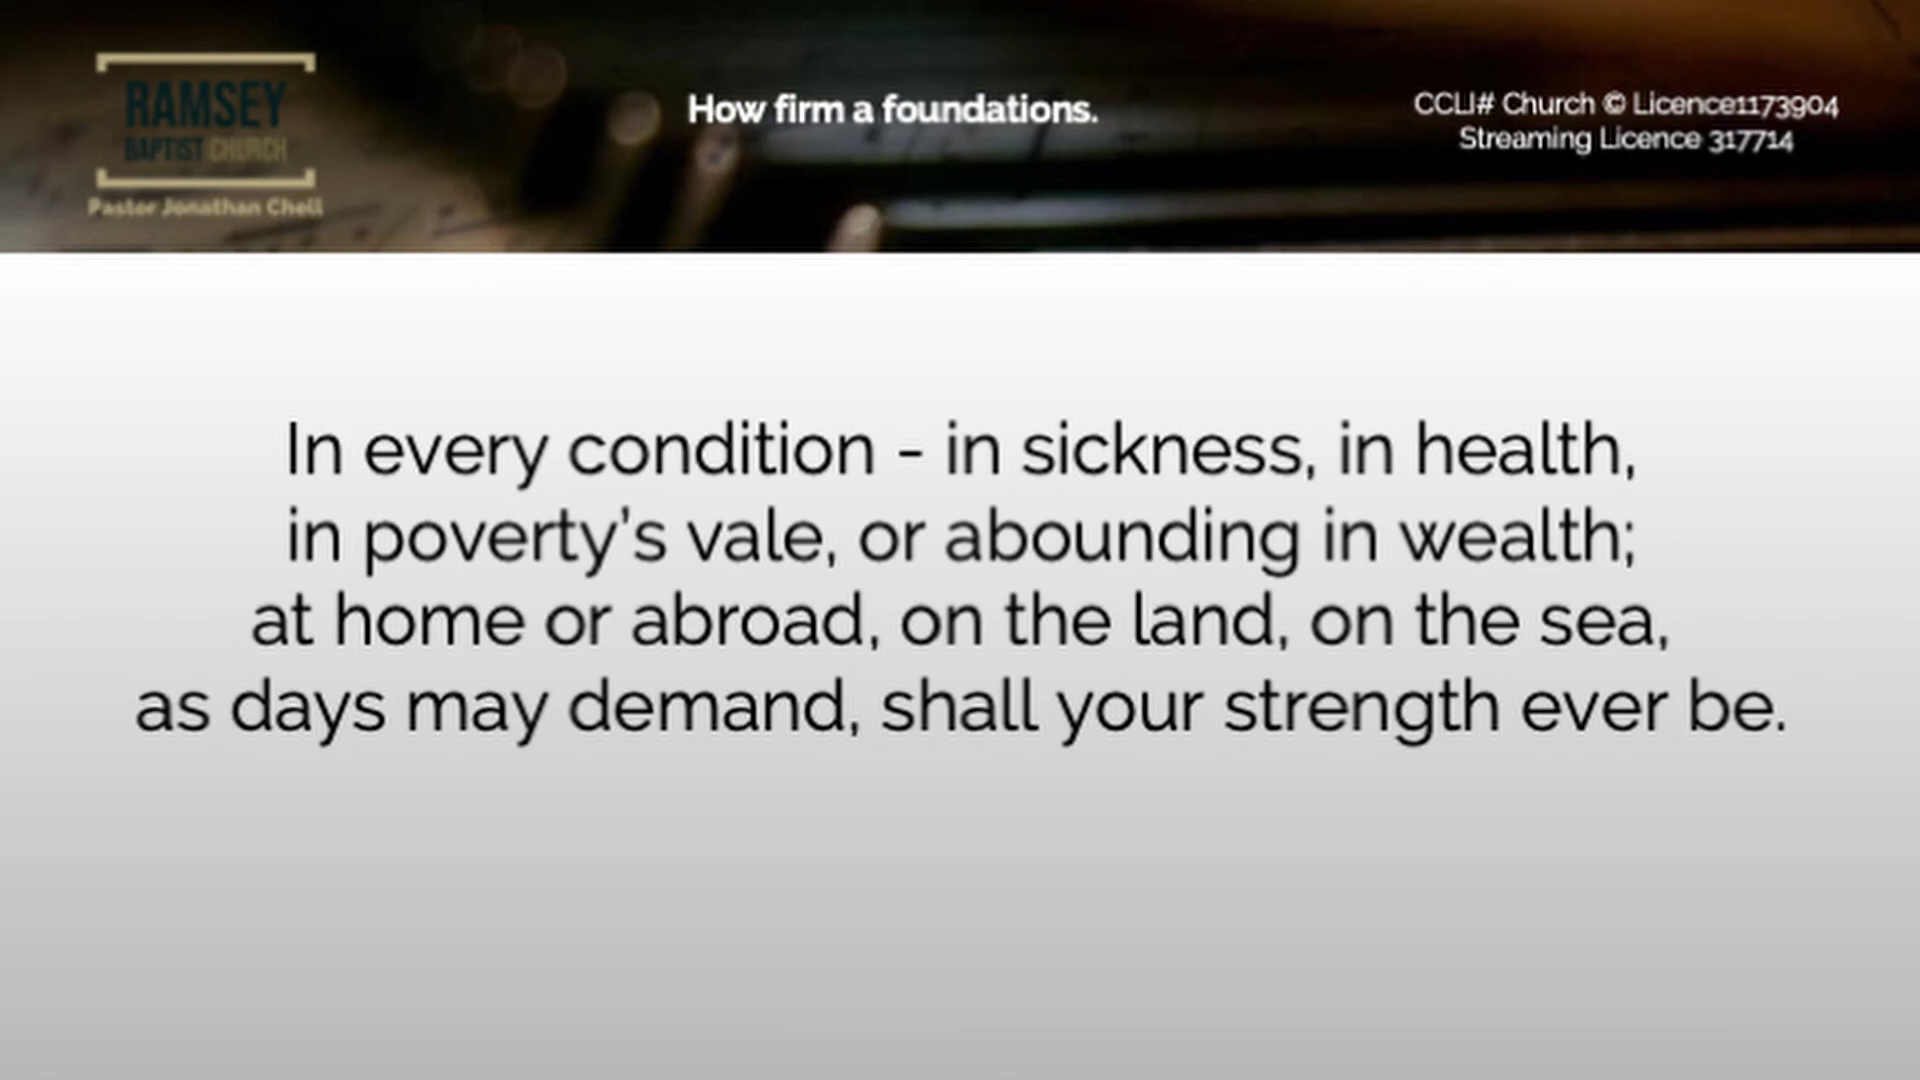 RAMSEY
BAPTIST CHURCH
Pastor Jonathan Chell
How firm a foundations.
CCLI# Church © Licence1173904
Streaming Licence 317714
In every condition - in sickness, in health,
in poverty's vale, or abounding in wealth;
at home or abroad, on the land, on the sea,
as days may demand, shall your strength ever be.